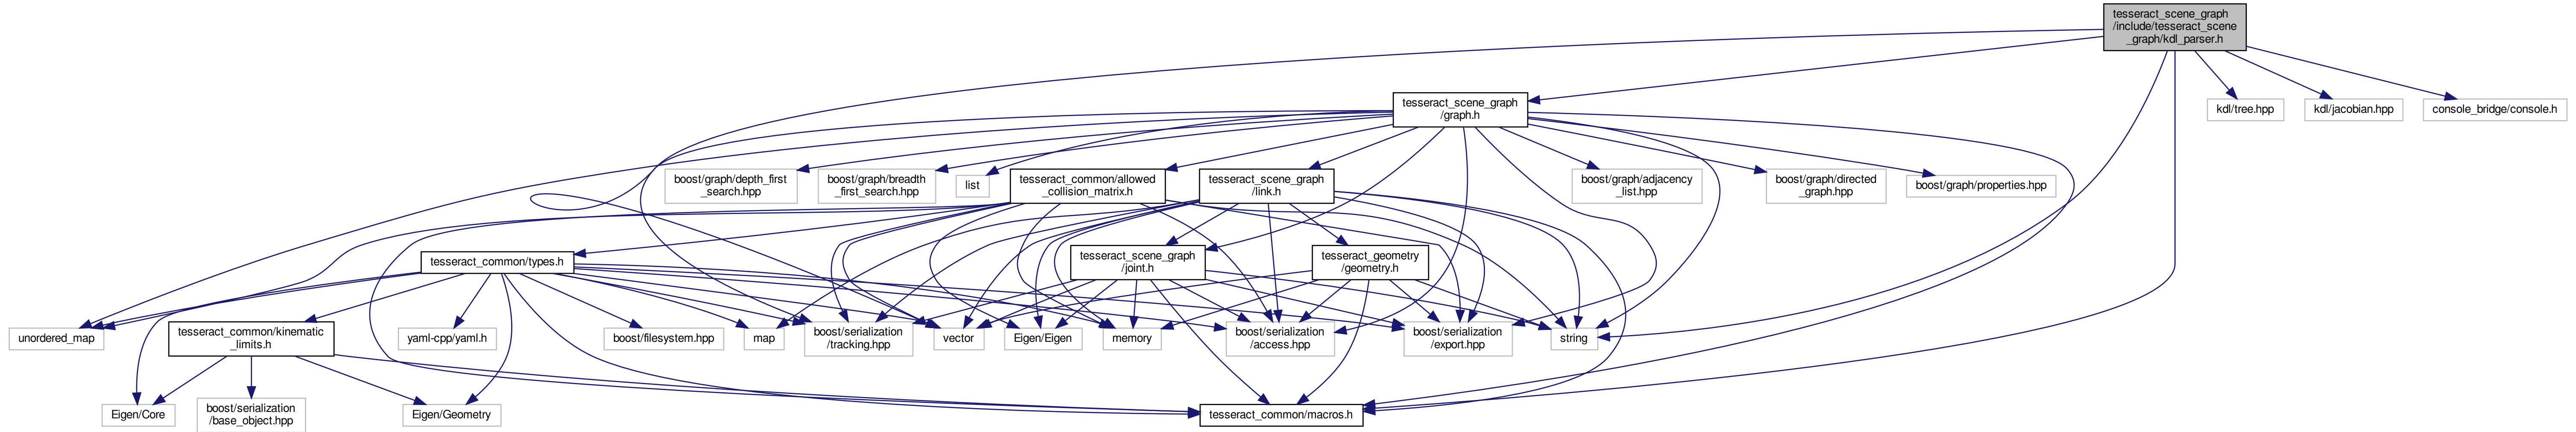 tesseract_scene_graph
/include/tesseract_scene
_graph/kdl_parser.h
tesseract_scene_graph
/graph.h
kdl/tree.hpp
kdl/jacobian.hpp
console_bridge/console.h
boost/graph/depth_first
_search.hpp
boost/graph/breadth
_first_search.hpp
list
tesseract_common/allowed
_collision_matrix.h
tesseract_scene_graph
/link.h
boost/graph/adjacency
_list.hpp
boost/graph/directed
_graph.hpp
boost/graph/properties.hpp
tesseract_common/types.h
tesseract_scene_graph
/joint.h
tesseract_geometry
/geometry.h
unordered_map
tesseract_common/kinematic
_limits.h
yaml-cpp/yaml.h
boost/filesystem.hpp
map
boost/serialization
/tracking.hpp
vector
Eigen/Eigen
memory
boost/serialization
/access.hpp
boost/serialization
/export.hpp
string
Eigen/Core
boost/serialization
/base_object.hpp
Eigen/Geometry
tesseract_common/macros.h